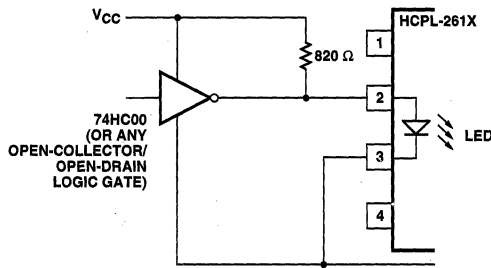 VCC
HCPL-261X
1
820 Ω
2
74HC00
(OR ANY
OPEN-COLLECTOR/
OPEN-DRAIN
LOGIC GATE)
LED
3
4